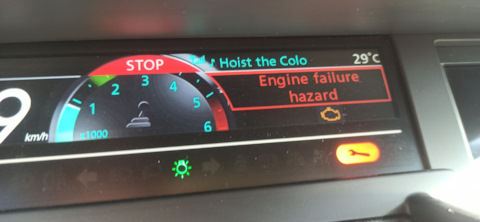 STOP
Hoist the Colo
29°C
Engine failure
hazard
1
2
3
4
5
6
x1000
9
km/h